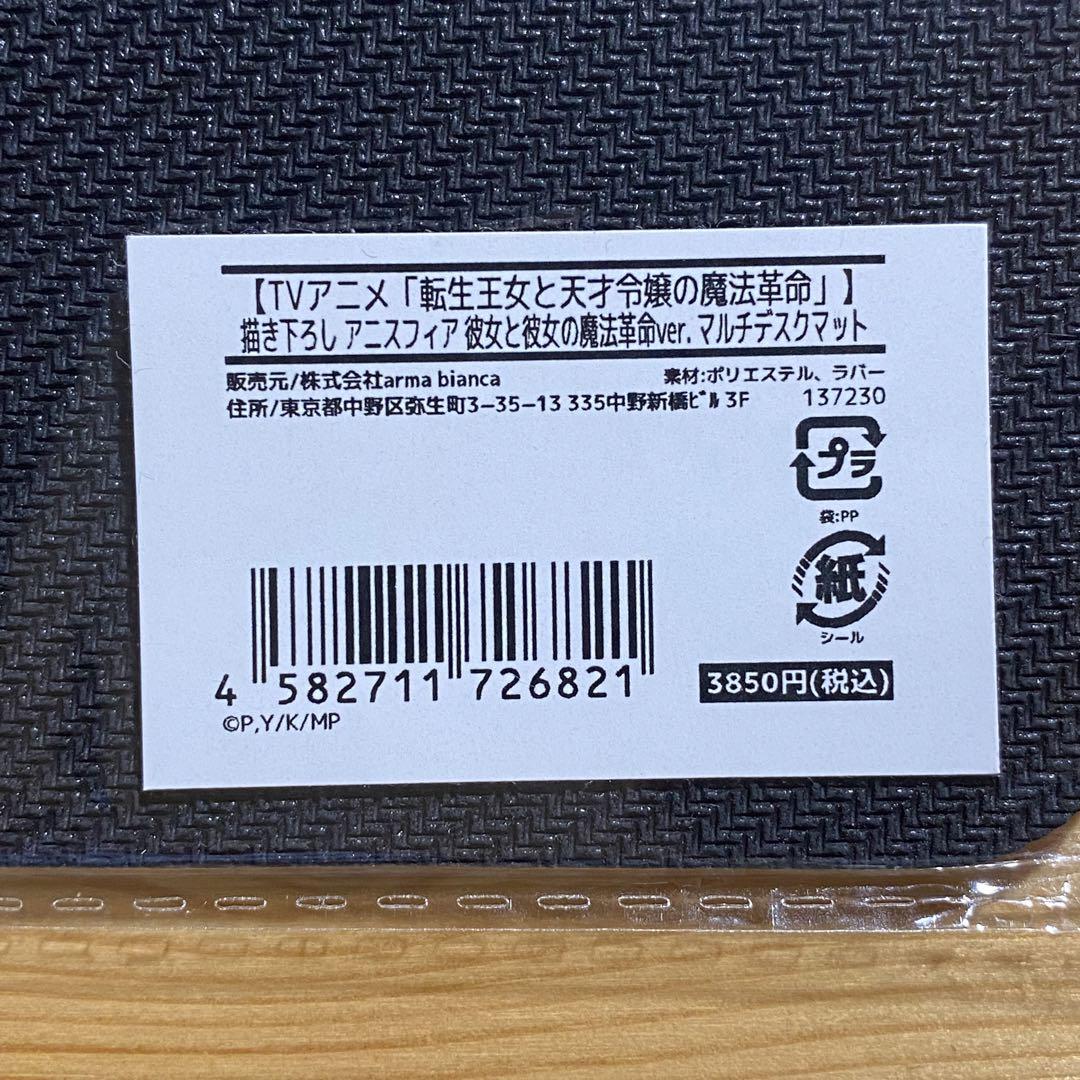 【TVアニメ「転生王女と天才令嬢の魔法革命」】
描き下ろし アニスフィア 彼女と彼女の魔法革命ver. マルチデスクマット
販売元/株式会社arma bianca
素材:ポリエステル、ラバー
住所/東京都中野区弥生町3−35−13 335中野新橋ﾋﾞﾙ 3F
137230
プラ
袋:PP
紙
シール
4 582711 726821
3850円(税込)
©P,Y/K/MP